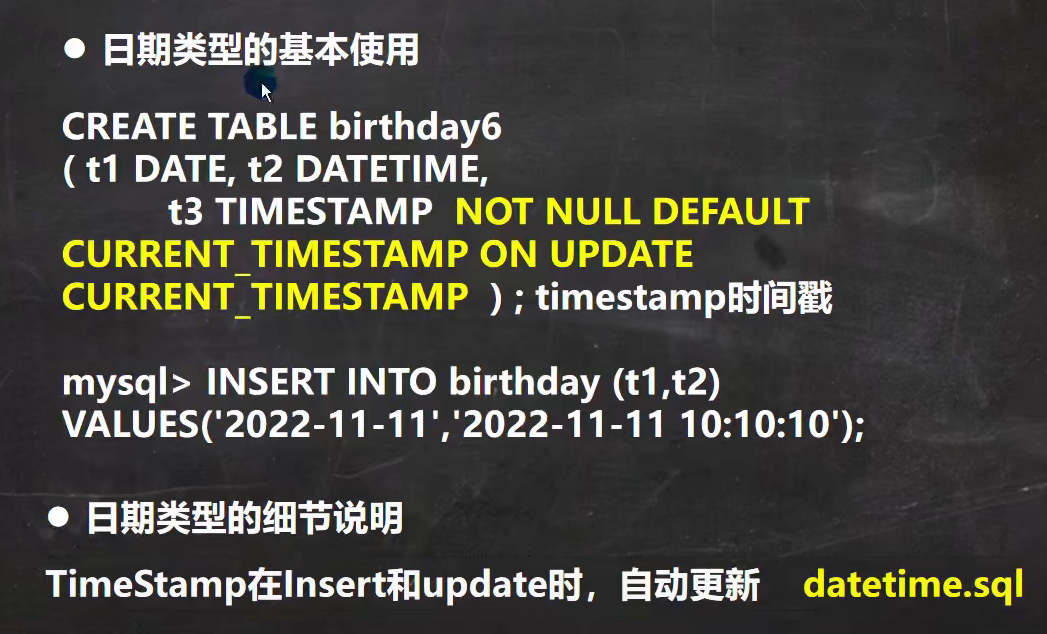 ● 日期类型的基本使用
CREATE TABLE birthday6
( t1 DATE, t2 DATETIME,
t3 TIMESTAMP NOT NULL DEFAULT
CURRENT_TIMESTAMP ON UPDATE
CURRENT_TIMESTAMP ) ; timestamp时间戳
mysql> INSERT INTO birthday (t1,t2)
VALUES('2022-11-11','2022-11-11 10:10:10');
● 日期类型的细节说明
TimeStamp在Insert和update时，自动更新 datetime.sql